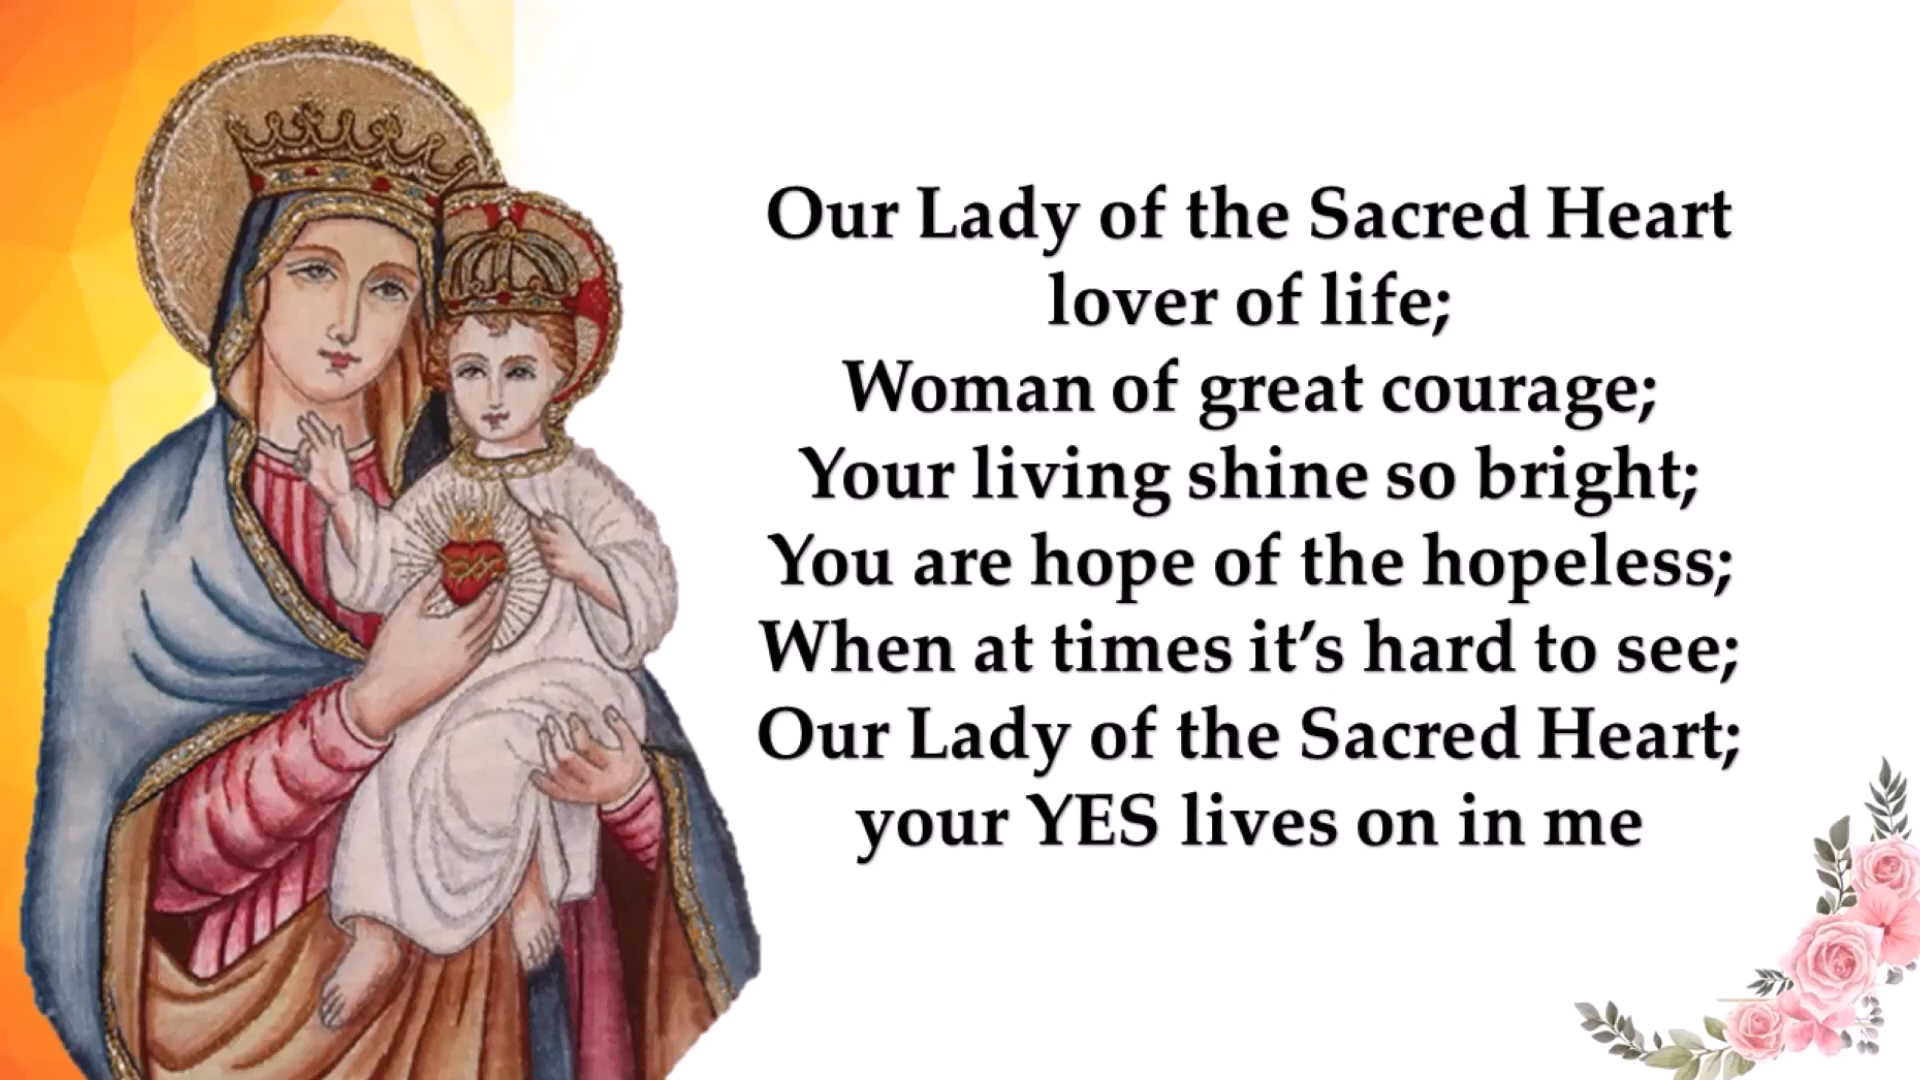 Our Lady of the Sacred Heart
lover of life;
Woman of great courage;
Your living shine so bright;
You are hope of the hopeless;
When at times it’s hard to see;
Our Lady of the Sacred Heart;
your YES lives on in me